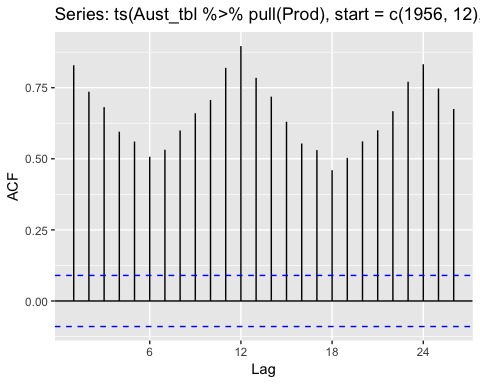 Series: ts(Aust_tbl %>% pull(Prod), start = c(1956, 12),
ACF
0.75
0.50
0.25
0.00
6
12
18
24
Lag